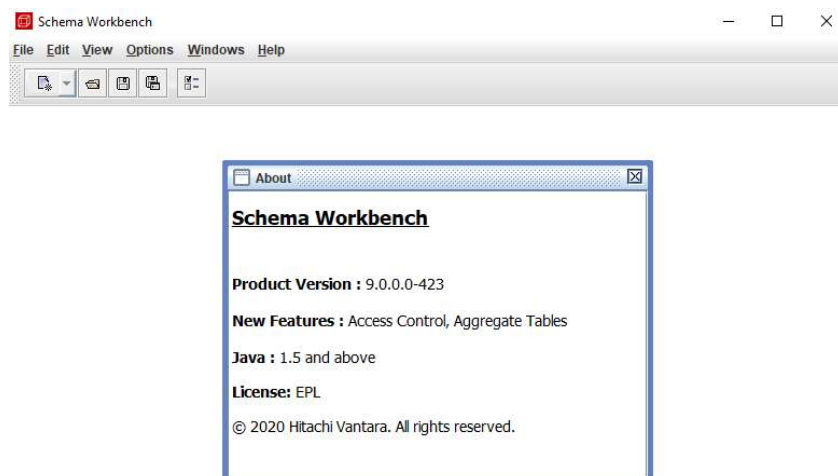 Schema Workbench
File Edit View Options Windows Help
About
Schema Workbench
Product Version : 9.0.0.0-423
New Features : Access Control, Aggregate Tables
Java : 1.5 and above
License: EPL
© 2020 Hitachi Vantara. All rights reserved.